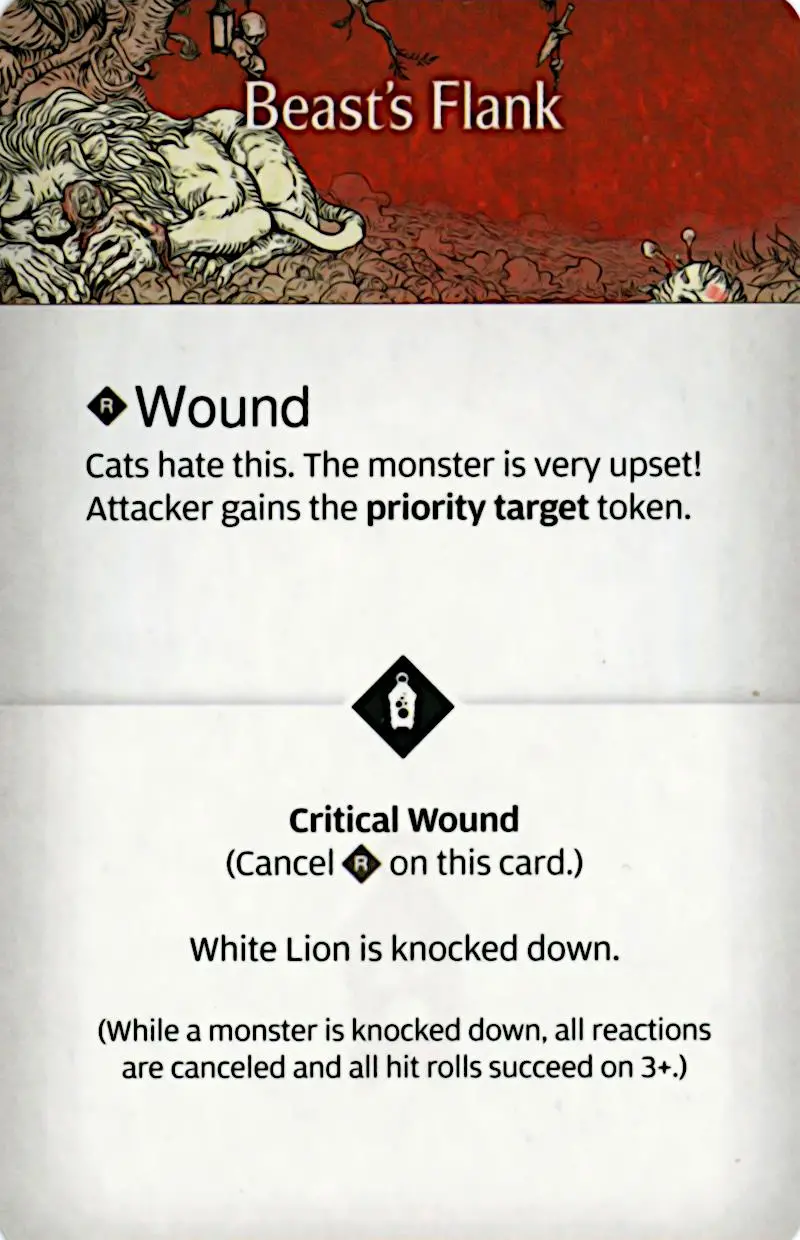 Beast's Flank
R Wound
Cats hate this. The monster is very upset!
Attacker gains the priority target token.
Critical Wound
(Cancel R on this card.)
White Lion is knocked down.
(While a monster is knocked down, all reactions
are canceled and all hit rolls succeed on 3+.)